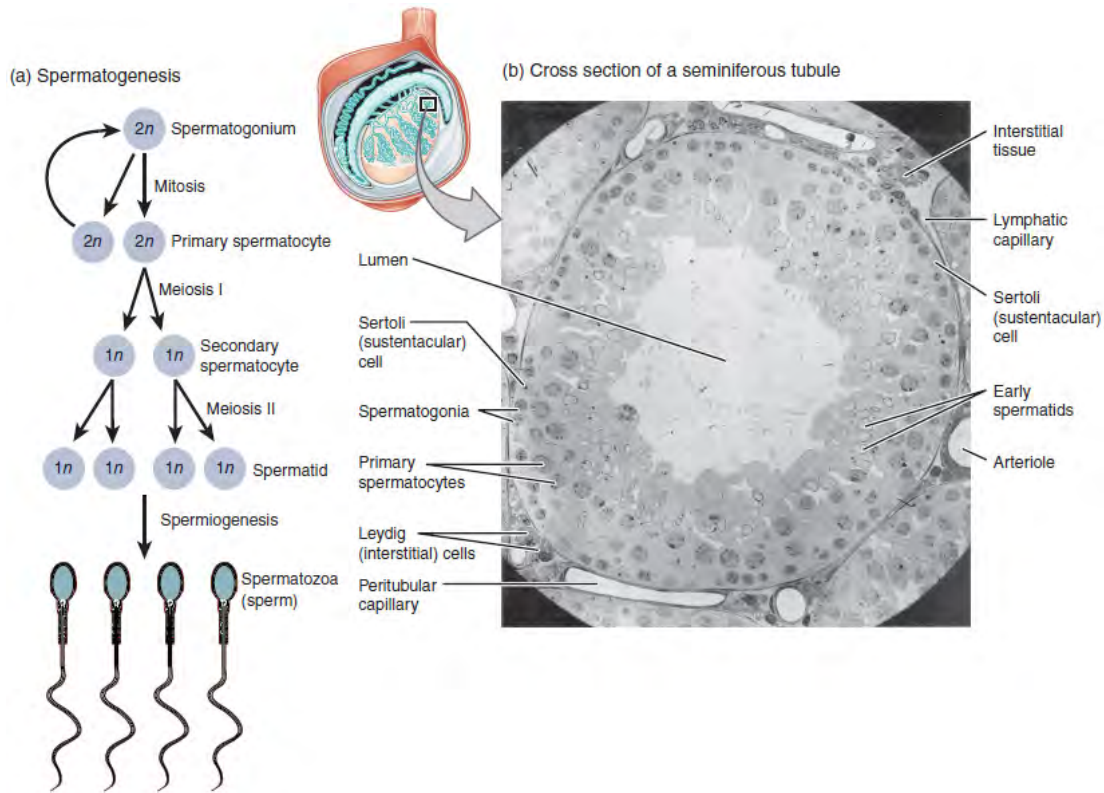 (a) Spermatogenesis
2n
Spermatogonium
Mitosis
2n
2n
Primary spermatocyte
Meiosis I
1n
1n
Secondary
spermatocyte
Meiosis II
1n
1n
1n
1n
Spermatid
Spermiogenesis
Spermatozoa
(sperm)
(b) Cross section of a seminiferous tubule
Lumen
Sertoli
(sustentacular)
cell
Spermatogonia
Primary
spermatocytes
Leydig
(interstitial) cells
Peritubular
capillary
Interstitial
tissue
Lymphatic
capillary
Sertoli
(sustentacular)
cell
Early
spermatids
Arteriole